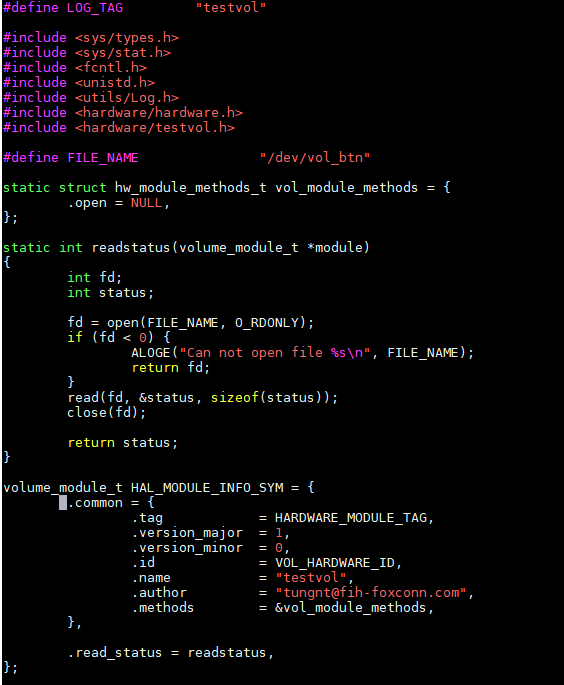 #define LOG_TAG         "testvol"
#include <sys/types.h>
#include <sys/stat.h>
#include <fcntl.h>
#include <unistd.h>
#include <utils/Log.h>
#include <hardware/hardware.h>
#include <hardware/testvol.h>
#define FILE_NAME               "/dev/vol_btn"
static struct hw_module_methods_t vol_module_methods = {
        .open = NULL,
};
static int readstatus(volume_module_t *module)
{
        int fd;
        int status;
        fd = open(FILE_NAME, O_RDONLY);
        if (fd < 0) {
                ALOGE("Can not open file %s\n", FILE_NAME);
                return fd;
        }
        read(fd, &status, sizeof(status));
        close(fd);
        return status;
}
volume_module_t HAL_MODULE_INFO_SYM = {
        .common = {
                .tag            = HARDWARE_MODULE_TAG,
                .version_major  = 1,
                .version_minor  = 0,
                .id             = VOL_HARDWARE_ID,
                .name           = "testvol",
                .author         = "tungnt@fih-foxconn.com",
                .methods        = &vol_module_methods,
        },
        .read_status = readstatus,
};